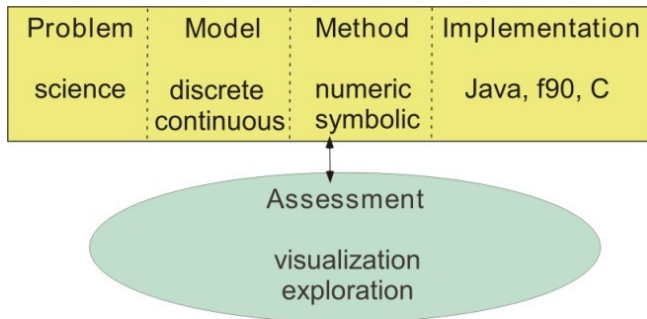 Problem Model Method Implementation
science discrete numeric Java, f90, C
continuous symbolic
Assessment
visualization
exploration